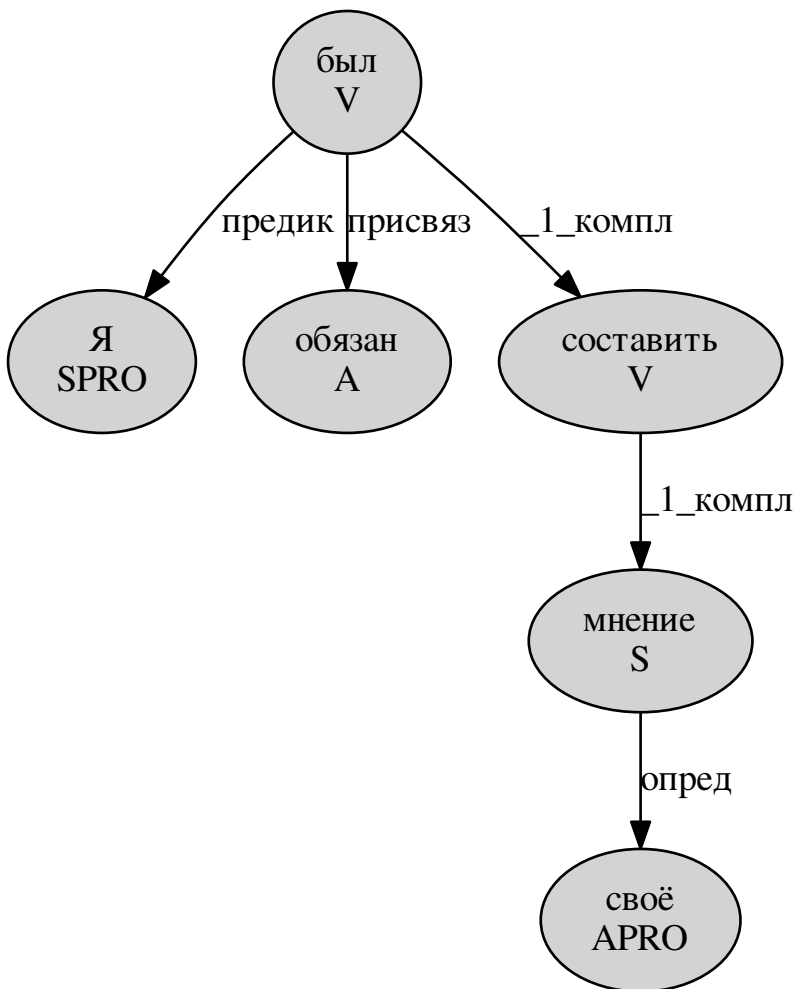 был
V
предик присвяз _1_компл
Я
SPRO
обязан
A
составить
V
_1_компл
мнение
S
опред
своё
APRO